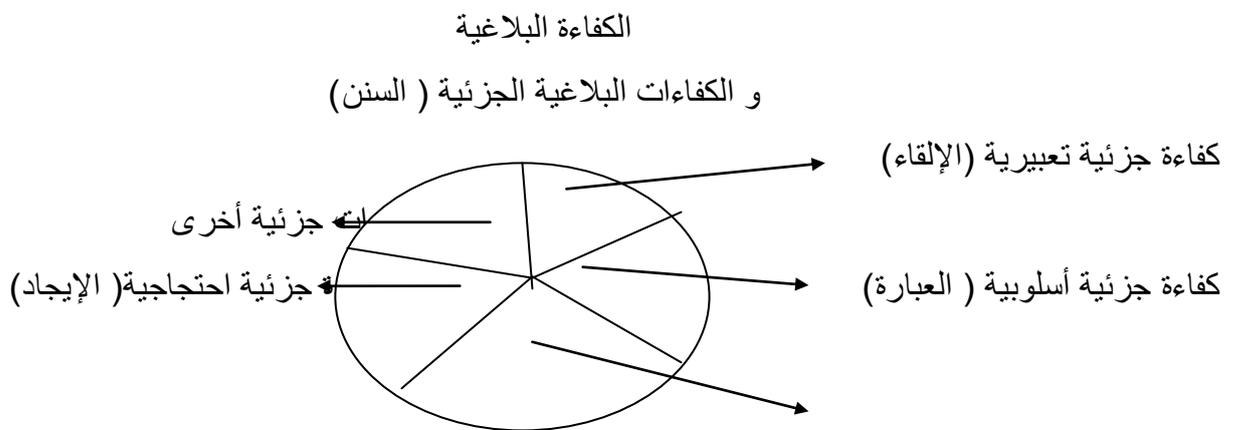 الكفاءة البلاغية
و الكفاءات البلاغية الجزئية ( السنن)
كفاءة جزئية تعبيرية (الإلقاء)
ات جزئية أخرى
كفاءة جزئية أسلوبية ( العبارة)
ة جزئية احتجاجية( الإيجاد)